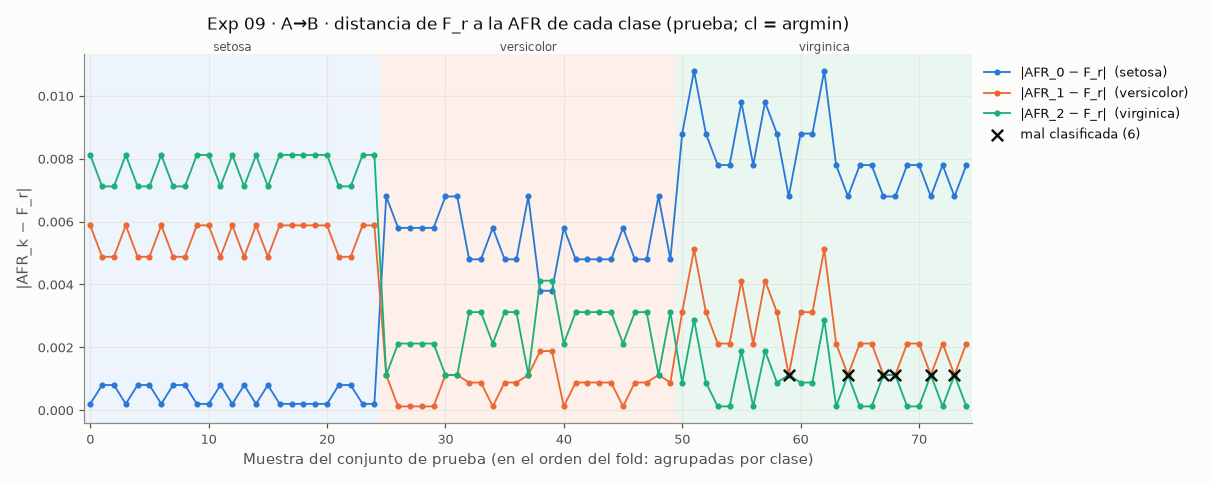 Exp 09 · A→B · distancia de F_r a la AFR de cada clase (prueba; cl = argmin)
setosa
versicolor
virginica
|AFR_0 − F_r| (setosa)
|AFR_1 − F_r| (versicolor)
|AFR_2 − F_r| (virginica)
mal clasificada (6)
|AFR_k − F_r|
0.010
0.008
0.006
0.004
0.002
0.000
0
10
20
30
40
50
60
70
Muestra del conjunto de prueba (en el orden del fold: agrupadas por clase)